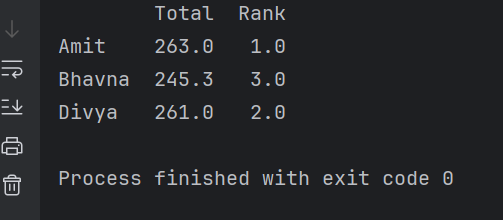 Total Rank
Amit 263.0 1.0
Bhavna 245.3 3.0
Divya 261.0 2.0
Process finished with exit code 0